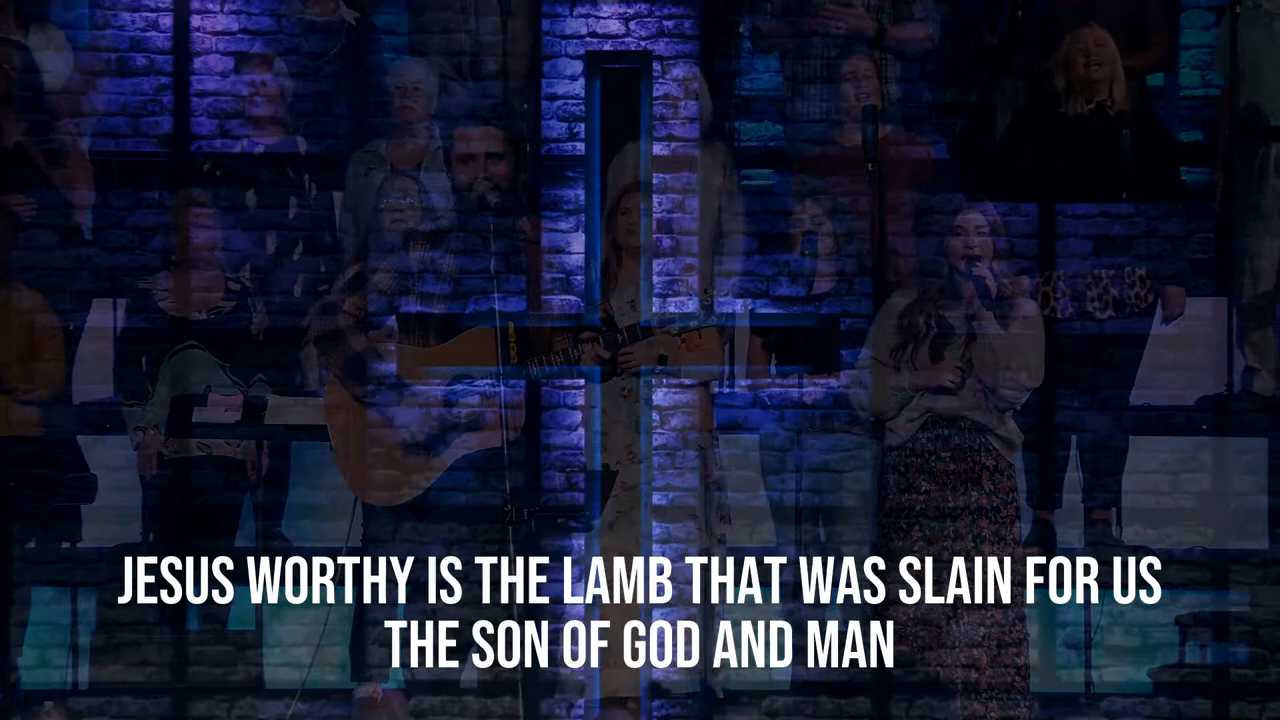 JESUS WORTHY IS THE LAMB THAT WAS SLAIN FOR US
THE SON OF GOD AND MAN